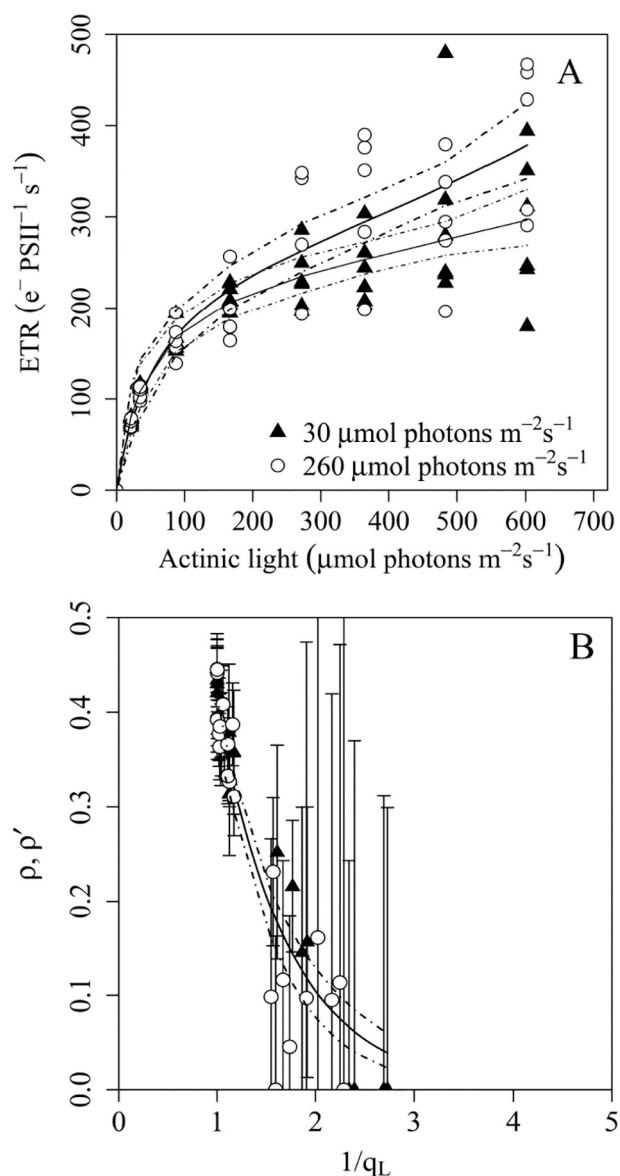 A
500
400
300
200
100
0
ETR (e⁻ PSII⁻¹ s⁻¹)
▲ 30 μmol photons m⁻²s⁻¹
○ 260 μmol photons m⁻²s⁻¹
0 100 200 300 400 500 600 700
Actinic light (μmol photons m⁻²s⁻¹)
B
0.5
0.4
0.3
0.2
0.1
0.0
ρ, ρ′
0 1 2 3 4 5
1/qL